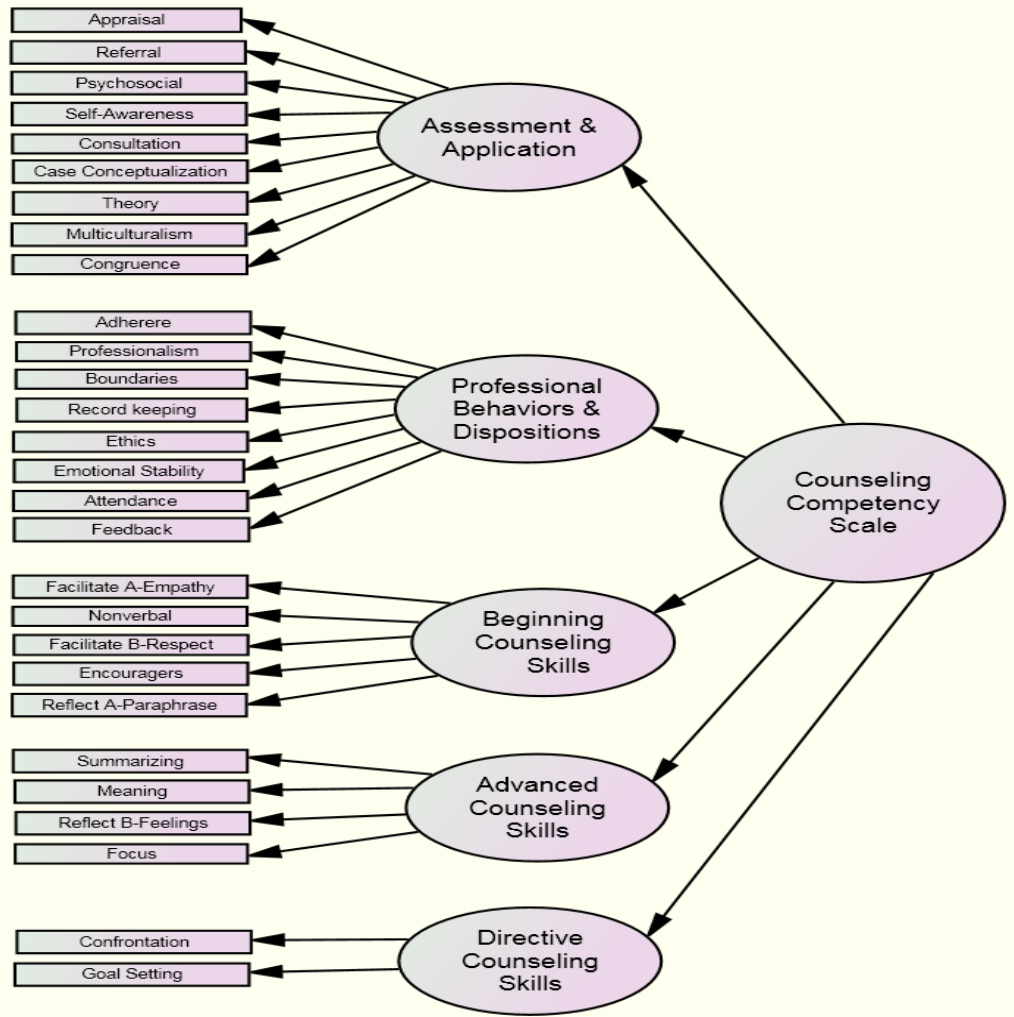 Appraisal
Referral
Psychosocial
Self-Awareness
Consultation
Case Conceptualization
Theory
Multiculturalism
Congruence
Assessment &
Application
Adherere
Professionalism
Boundaries
Record keeping
Ethics
Emotional Stability
Attendance
Feedback
Professional
Behaviors &
Dispositions
Counseling
Competency
Scale
Facilitate A-Empathy
Nonverbal
Facilitate B-Respect
Encouragers
Reflect A-Paraphrase
Beginning
Counseling
Skills
Summarizing
Meaning
Reflect B-Feelings
Focus
Advanced
Counseling
Skills
Confrontation
Goal Setting
Directive
Counseling
Skills